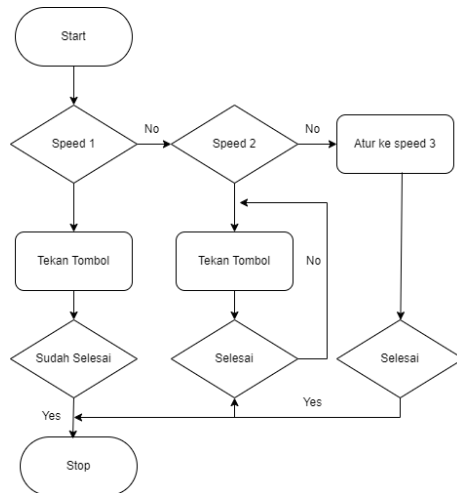 Start
Speed 1
No
Speed 2
No
Atur ke speed 3
Tekan Tombol
Tekan Tombol
No
Sudah Selesai
Selesai
Selesai
Yes
Yes
Stop